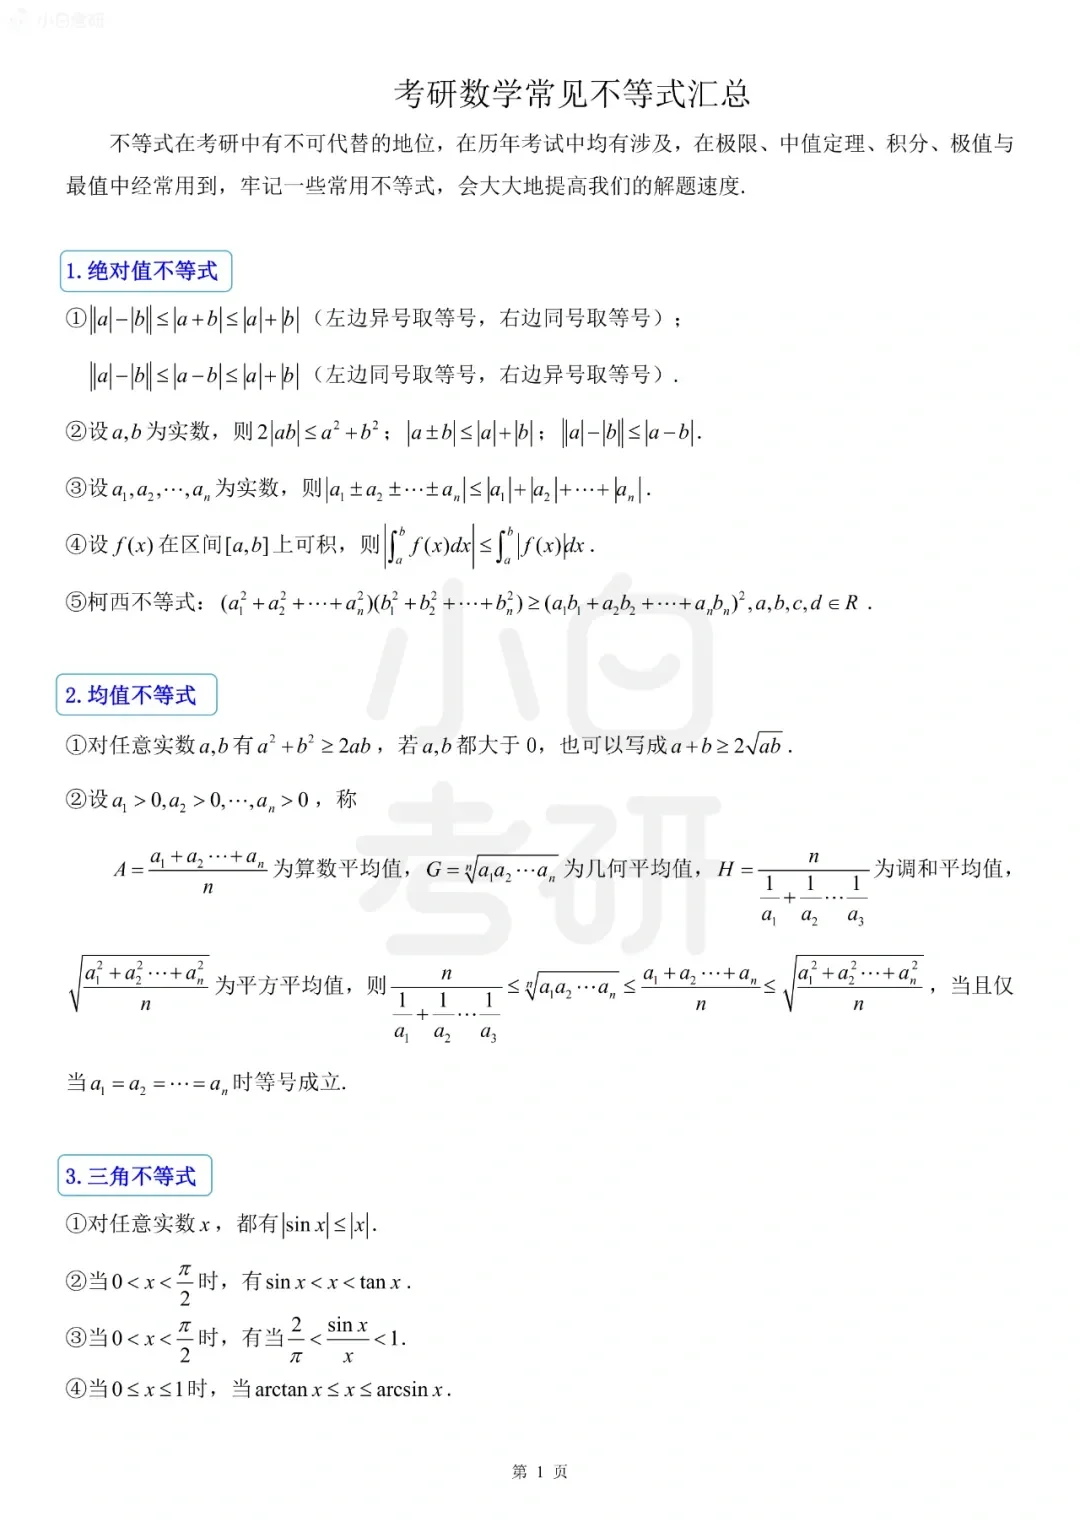 小白考研
考研数学常见不等式汇总
不等式在考研中有不可代替的地位，在历年考试中均有涉及，在极限、中值定理、积分、极值与
最值中经常用到，牢记一些常用不等式，会大大地提高我们的解题速度.
1.绝对值不等式
①||a|−|b||≤|a+b|≤|a|+|b|（左边异号取等号，右边同号取等号）；
||a|−|b||≤|a−b|≤|a|+|b|（左边同号取等号，右边异号取等号）.
②设a,b为实数，则2|ab|≤a²+b²；|a±b|≤|a|+|b|；||a|−|b||≤|a−b|.
③设a₁,a₂,⋯,aₙ为实数，则|a₁±a₂±⋯±aₙ|≤|a₁|+|a₂|+⋯+|aₙ|.
④设f(x)在区间[a,b]上可积，则|∫ₐᵇf(x)dx|≤∫ₐᵇ|f(x)|dx.
⑤柯西不等式：(a₁²+a₂²+⋯+aₙ²)(b₁²+b₂²+⋯+bₙ²)≥(a₁b₁+a₂b₂+⋯+aₙbₙ)²,a,b,c,d∈R.
2.均值不等式
①对任意实数a,b有a²+b²≥2ab，若a,b都大于0，也可以写成a+b≥2√(ab).
②设a₁>0,a₂>0,⋯,aₙ>0，称
A=(a₁+a₂⋯+aₙ)/n为算数平均值，G=ⁿ√(a₁a₂⋯aₙ)为几何平均值，H=n/(1/a₁+1/a₂⋯1/a₃)为调和平均值，
√((a₁²+a₂²⋯+aₙ²)/n)为平方平均值，则n/(1/a₁+1/a₂⋯1/a₃)≤ⁿ√(a₁a₂⋯aₙ)≤(a₁+a₂⋯+aₙ)/n≤√((a₁²+a₂²⋯+aₙ²)/n)，当且仅
当a₁=a₂=⋯=aₙ时等号成立.
3.三角不等式
①对任意实数x，都有|sin x|≤|x|.
②当0<x<π/2时，有sin x<x<tan x.
③当0<x<π/2时，有当2/π<sin x/x<1.
④当0≤x≤1时，当arctan x≤x≤arcsin x.
小白
考研
第 1 页